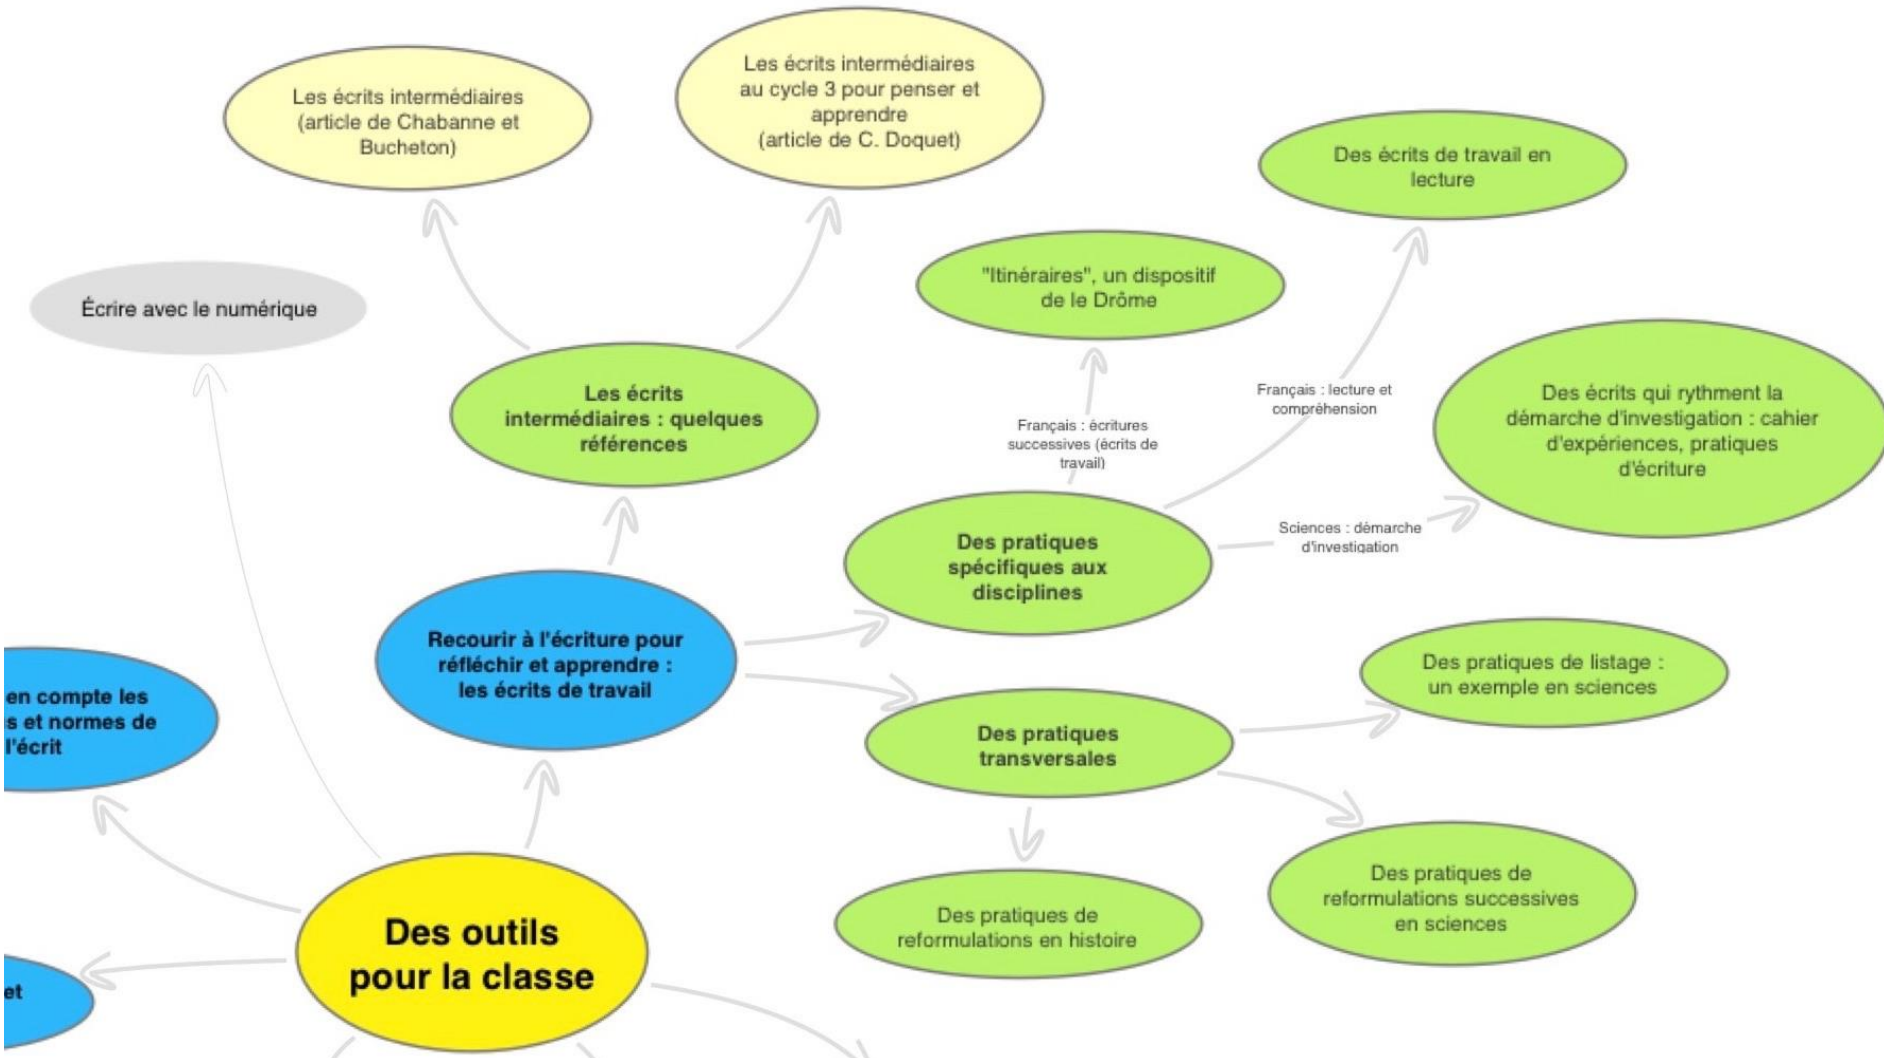 Les écrits intermédiaires
(article de Chabanne et
Bucheton)
Les écrits intermédiaires
au cycle 3 pour penser et
apprendre
(article de C. Doquet)
Des écrits de travail en
lecture
"Itinéraires", un dispositif
de le Drôme
Écrire avec le numérique
Les écrits
intermédiaires : quelques
références
Français : écritures
successives (écrits de
travail)
Français : lecture et
compréhension
Des écrits qui rythment la
démarche d'investigation : cahier
d'expériences, pratiques
d'écriture
Sciences : démarche
d'investigation
Des pratiques
spécifiques aux
disciplines
Recourir à l'écriture pour
réfléchir et apprendre :
les écrits de travail
Des pratiques de listage :
un exemple en sciences
en compte les
s et normes de
l'écrit
Des pratiques
transversales
Des pratiques de
reformulations successives
en sciences
Des pratiques de
reformulations en histoire
Des outils
pour la classe
et